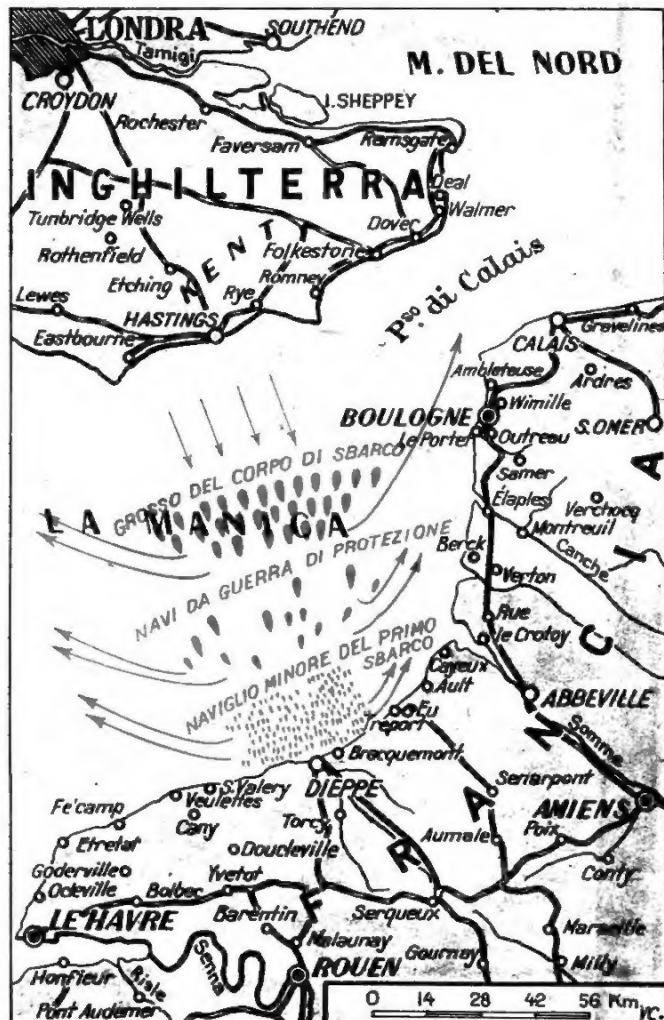 LONDRA
SOUTHEND
Tamigi
M. DEL NORD
CROYDON
I. SHEPPEY
Rochester
Faversam
Ramsgate
INGHILTERRA
Deal
Tunbridge Wells
Walmer
Dover
Rothenfield
KENT
Folkestone
Etching
Romney
Rye
Lewes
HASTINGS
Eastbourne
Pso. di Calais
CALAIS
Gravelines
Ambleteuse
Ardres
Wimille
BOULOGNE
S.OMER
Le Portel
Outreau
Samer
GROSSO DEL CORPO DI SBARCO
Élaples
Verchocq
LA MANICA
Montreuil
Berck
Canche
NAVI DA GUERRA DI PROTEZIONE
Verton
Rue
le Crotoy
NAVIGLIO MINORE DEL PRIMO
SBARCO
Cayeux
Ault
ABBEVILLE
Eu
Treport
Somme
Bracquemont
S.Valery
DIEPPE
Senarpont
AMIENS
Veulettes
Fe'camp
Cany
Torcy
Etretat
Aumale
Poix
Doudeville
Conty
Goderville
Octeville
Yvetot
Bolbec
FRANCIA
LE HAVRE
Barentin
Serqueux
Marseille
Malaunay
Senna
Gournay
Milly
Honfleur
Risle
ROUEN
Pont Audemer
0 14 28 42 56 Km
YC.